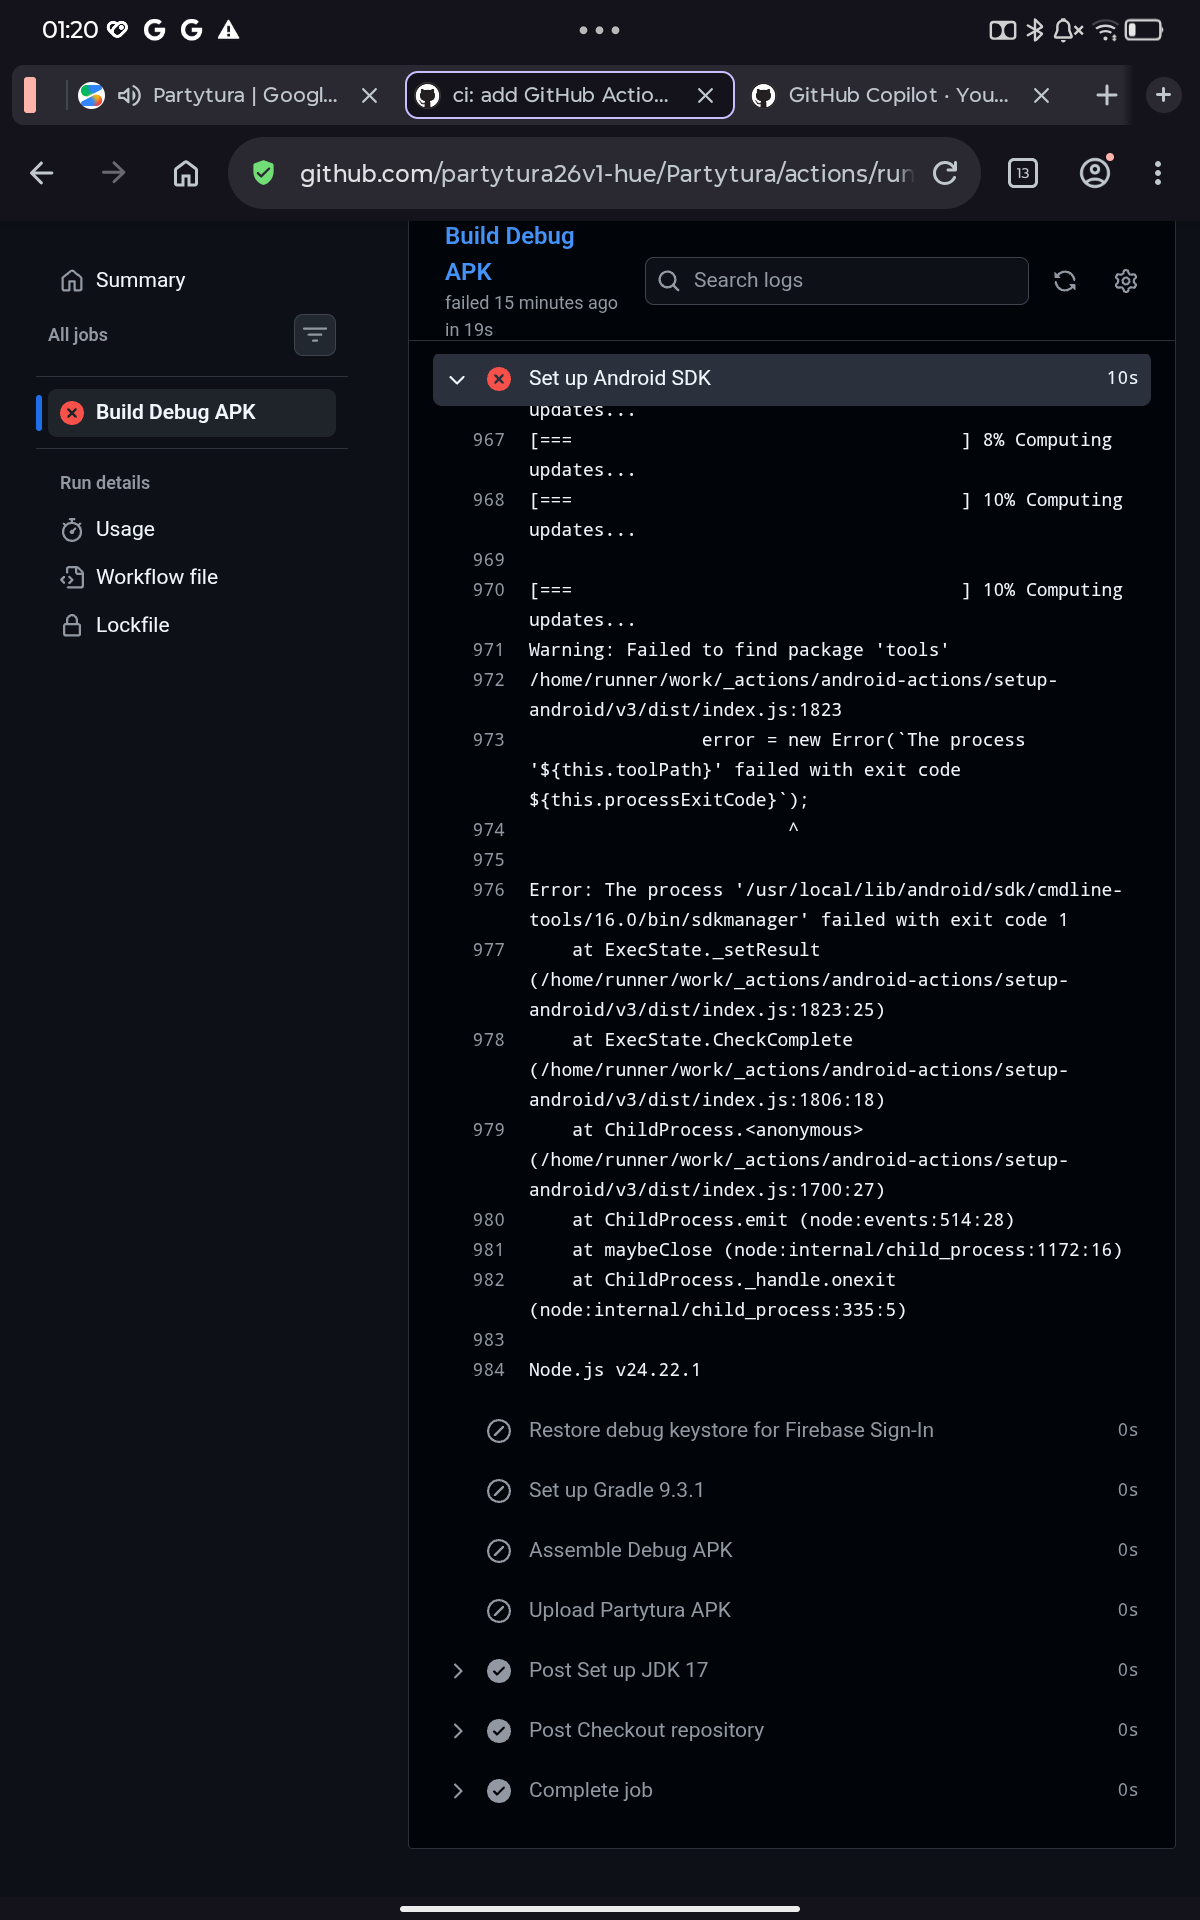 01:20
Partytura | Googl...
ci: add GitHub Actio...
GitHub Copilot · You...
github.com/partytura26v1-hue/Partytura/actions/run
13
Summary
All jobs
Build Debug APK
Run details
Usage
Workflow file
Lockfile
Build Debug
APK
failed 15 minutes ago
in 19s
Search logs
Set up Android SDK 10s
updates...
967 [=== ] 8% Computing
updates...
968 [=== ] 10% Computing
updates...
969
970 [=== ] 10% Computing
updates...
971 Warning: Failed to find package 'tools'
972 /home/runner/work/_actions/android-actions/setup-
android/v3/dist/index.js:1823
973 error = new Error(`The process
'${this.toolPath}' failed with exit code
${this.processExitCode}`);
974 ^
975
976 Error: The process '/usr/local/lib/android/sdk/cmdline-
tools/16.0/bin/sdkmanager' failed with exit code 1
977 at ExecState._setResult
(/home/runner/work/_actions/android-actions/setup-
android/v3/dist/index.js:1823:25)
978 at ExecState.CheckComplete
(/home/runner/work/_actions/android-actions/setup-
android/v3/dist/index.js:1806:18)
979 at ChildProcess.<anonymous>
(/home/runner/work/_actions/android-actions/setup-
android/v3/dist/index.js:1700:27)
980 at ChildProcess.emit (node:events:514:28)
981 at maybeClose (node:internal/child_process:1172:16)
982 at ChildProcess._handle.onexit
(node:internal/child_process:335:5)
983
984 Node.js v24.22.1
Restore debug keystore for Firebase Sign-In 0s
Set up Gradle 9.3.1 0s
Assemble Debug APK 0s
Upload Partytura APK 0s
Post Set up JDK 17 0s
Post Checkout repository 0s
Complete job 0s